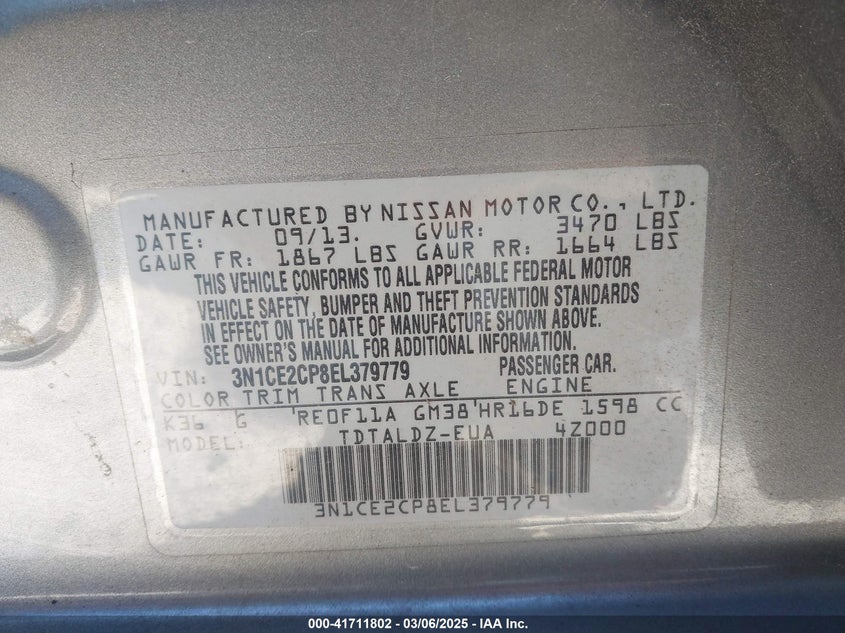 MANUFACTURED BY NISSAN MOTOR CO., LTD.
DATE: 09/13. GVWR: 3470 LBS
GAWR FR: 1867 LBS GAWR RR: 1664 LBS
THIS VEHICLE CONFORMS TO ALL APPLICABLE FEDERAL MOTOR
VEHICLE SAFETY, BUMPER AND THEFT PREVENTION STANDARDS
IN EFFECT ON THE DATE OF MANUFACTURE SHOWN ABOVE.
SEE OWNER'S MANUAL FOR ADDITIONAL INFORMATION.
VIN: 3N1CE2CP8EL379779 PASSENGER CAR.
COLOR TRIM TRANS AXLE ENGINE
K36 G RE0F11A GM38 HR16DE 1598 CC
MODEL: TDTALDZ-EUA 4Z000
3N1CE2CP8EL379779
000-41711802 - 03/06/2025 - IAA Inc.